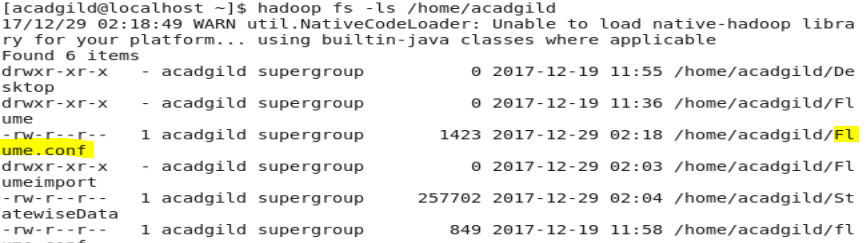 [acadgild@localhost ~]$ hadoop fs -ls /home/acadgild
17/12/29 02:18:49 WARN util.NativeCodeLoader: Unable to load native-hadoop libra
ry for your platform... using builtin-java classes where applicable
Found 6 items
drwxr-xr-x   - acadgild supergroup          0 2017-12-19 11:55 /home/acadgild/De
sktop
drwxr-xr-x   - acadgild supergroup          0 2017-12-19 11:36 /home/acadgild/Fl
ume
-rw-r--r--   1 acadgild supergroup       1423 2017-12-29 02:18 /home/acadgild/Fl
ume.conf
drwxr-xr-x   - acadgild supergroup          0 2017-12-29 02:03 /home/acadgild/Fl
umeimport
-rw-r--r--   1 acadgild supergroup     257702 2017-12-29 02:04 /home/acadgild/St
atewiseData
-rw-r--r--   1 acadgild supergroup        849 2017-12-19 11:58 /home/acadgild/fl